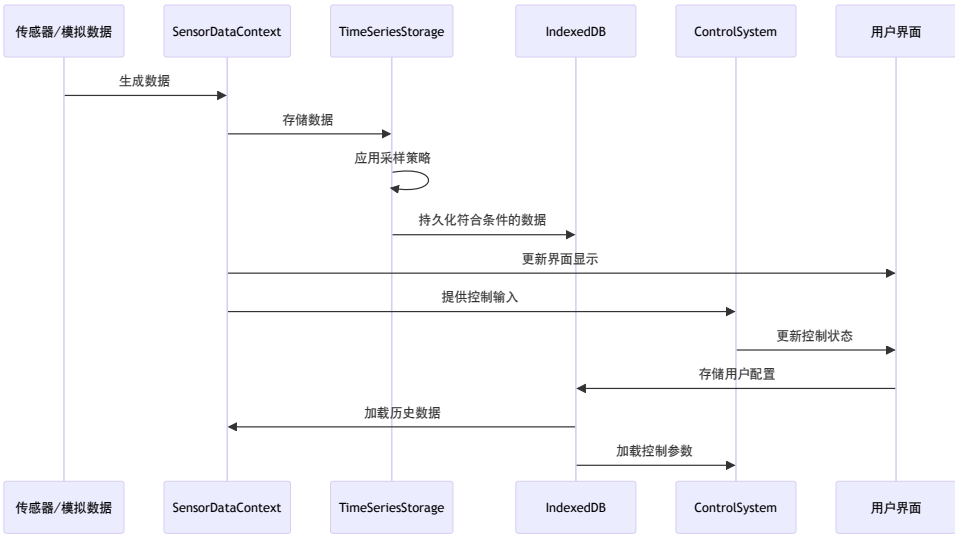 传感器/模拟数据
SensorDataContext
TimeSeriesStorage
IndexedDB
ControlSystem
用户界面
生成数据
存储数据
应用采样策略
持久化符合条件的数据
更新界面显示
提供控制输入
更新控制状态
存储用户配置
加载历史数据
加载控制参数
传感器/模拟数据
SensorDataContext
TimeSeriesStorage
IndexedDB
ControlSystem
用户界面